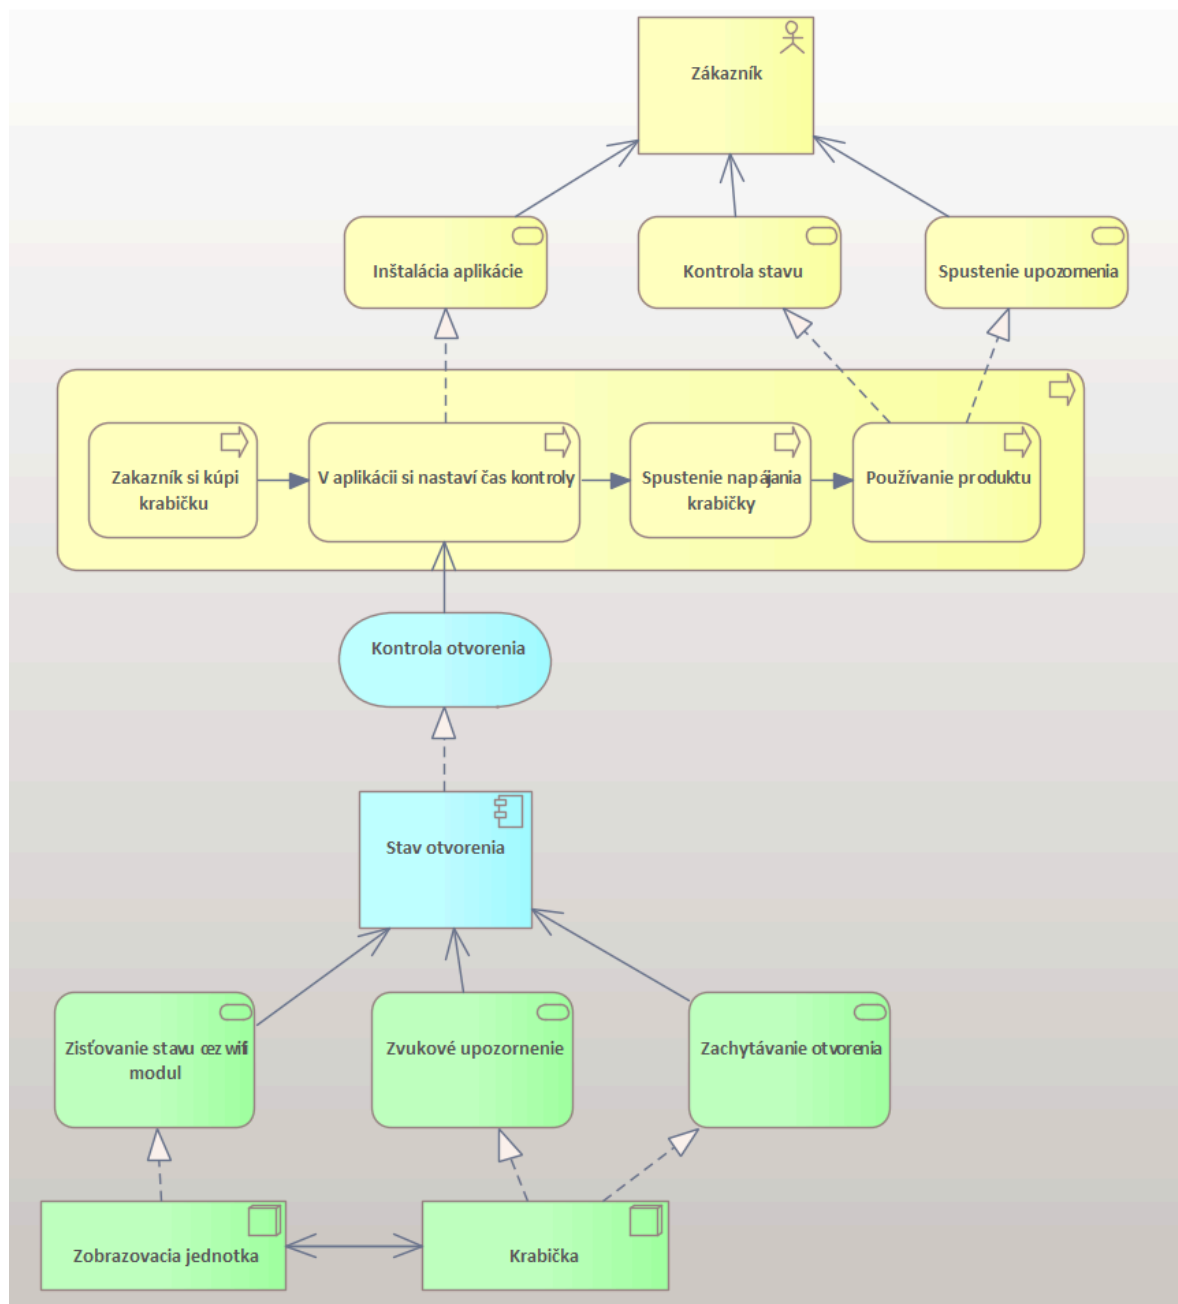 Zákazník
Inštalácia aplikácie
Kontrola stavu
Spustenie upozornenia
Zakazník si kúpi
krabičku
V aplikácii si nastaví čas kontroly
Spustenie napájania
krabičky
Používanie produktu
Kontrola otvorenia
Stav otvorenia
Zisťovanie stavu cez wifi
modul
Zvukové upozornenie
Zachytávanie otvorenia
Zobrazovacia jednotka
Krabička